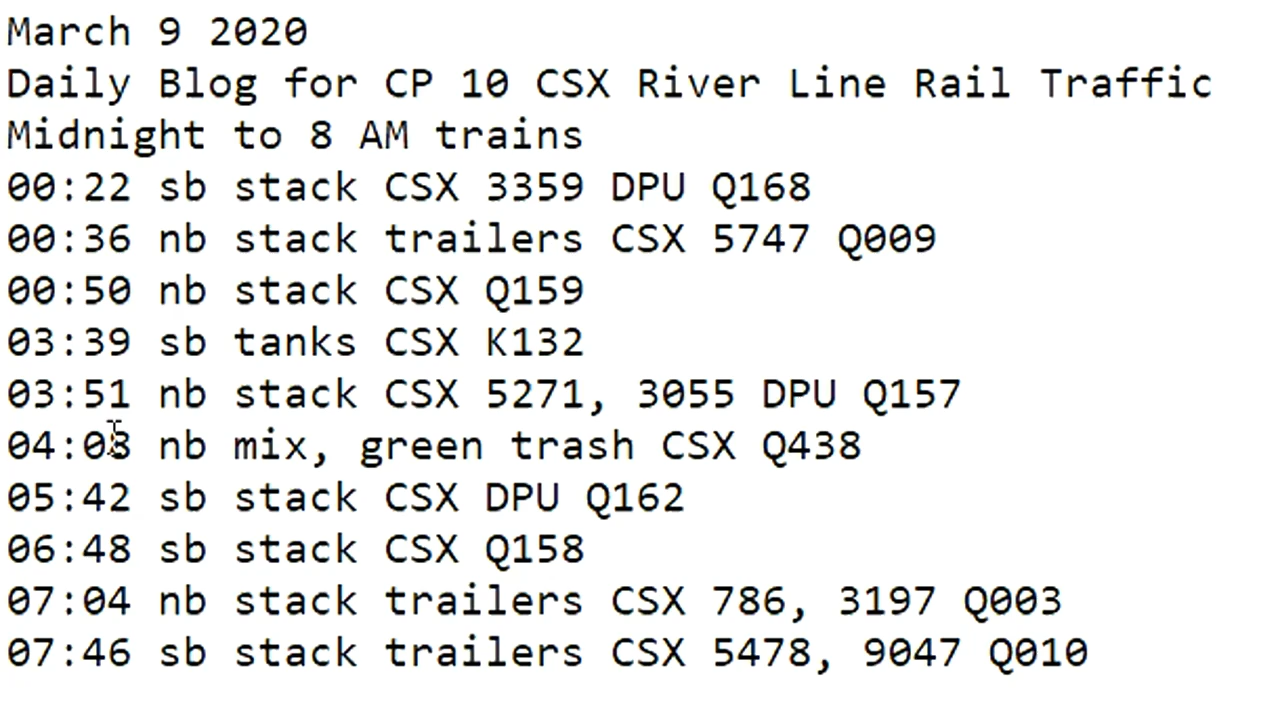 March 9 2020
Daily Blog for CP 10 CSX River Line Rail Traffic
Midnight to 8 AM trains
00:22 sb stack CSX 3359 DPU Q168
00:36 nb stack trailers CSX 5747 Q009
00:50 nb stack CSX Q159
03:39 sb tanks CSX K132
03:51 nb stack CSX 5271, 3055 DPU Q157
04:03 nb mix, green trash CSX Q438
05:42 sb stack CSX DPU Q162
06:48 sb stack CSX Q158
07:04 nb stack trailers CSX 786, 3197 Q003
07:46 sb stack trailers CSX 5478, 9047 Q010